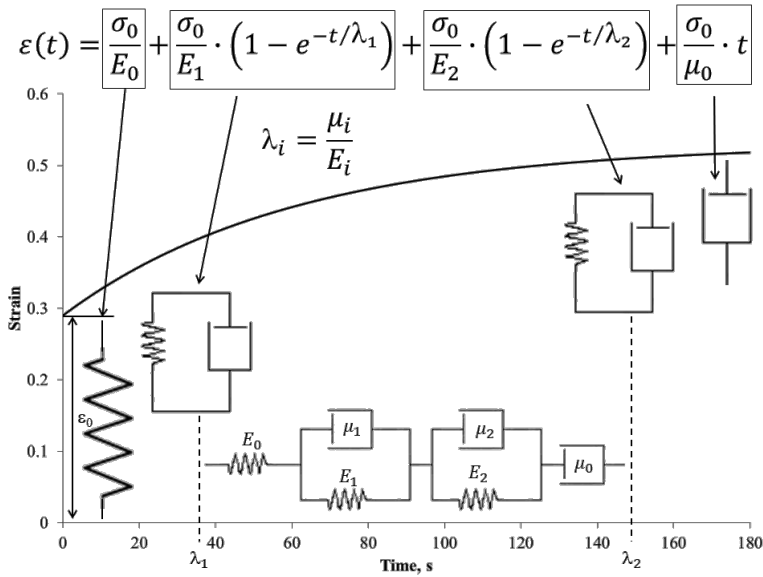 ε(t) = σ0/E0 + σ0/E1 · (1 − e^−t/λ1) + σ0/E2 · (1 − e^−t/λ2) + σ0/μ0 · t
λi = μi/Ei
0.6
0.5
0.4
0.3
0.2
0.1
0
Strain
ε0
E0
μ1
E1
μ2
E2
μ0
0 20 40 60 80 100 120 140 160 180
λ1 Time, s λ2